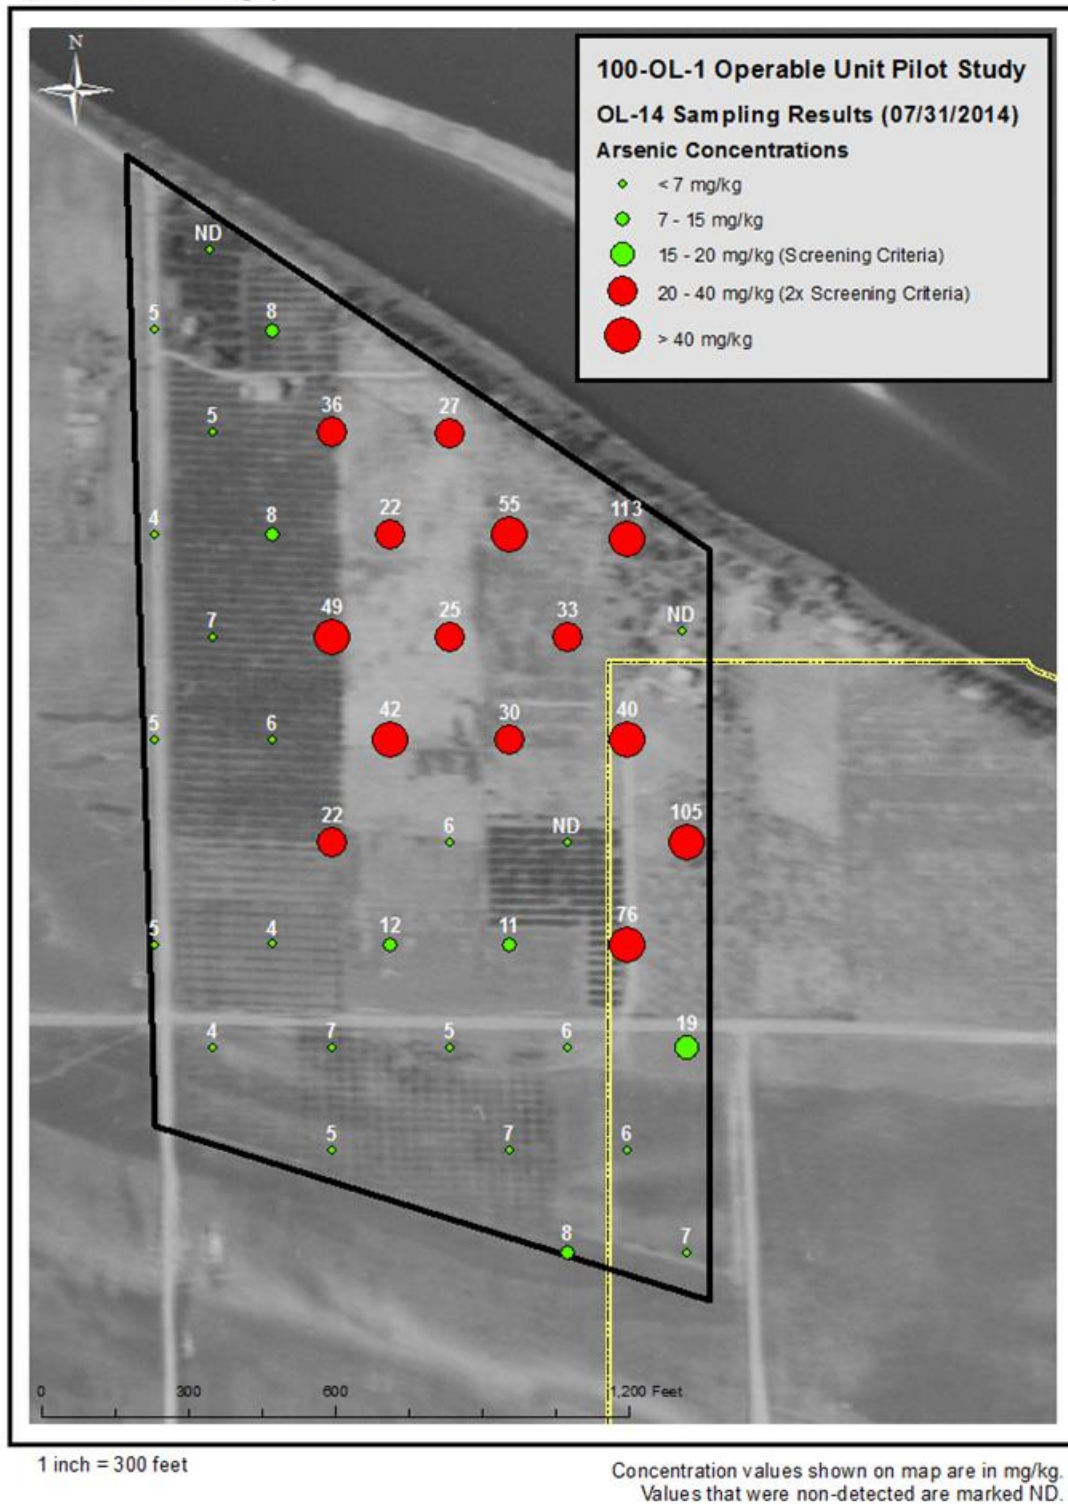 N
100-OL-1 Operable Unit Pilot Study
OL-14 Sampling Results (07/31/2014)
Arsenic Concentrations
< 7 mg/kg
7 - 15 mg/kg
15 - 20 mg/kg (Screening Criteria)
20 - 40 mg/kg (2x Screening Criteria)
> 40 mg/kg
ND
5 8
5 36 27
4 8 22 55 113
7 49 25 33 ND
5 6 42 30 40
22 6 ND 105
5 4 12 11 76
4 7 5 6 19
5 7 6
8 7
0 300 600 1,200 Feet
1 inch = 300 feet
Concentration values shown on map are in mg/kg.
Values that were non-detected are marked ND.